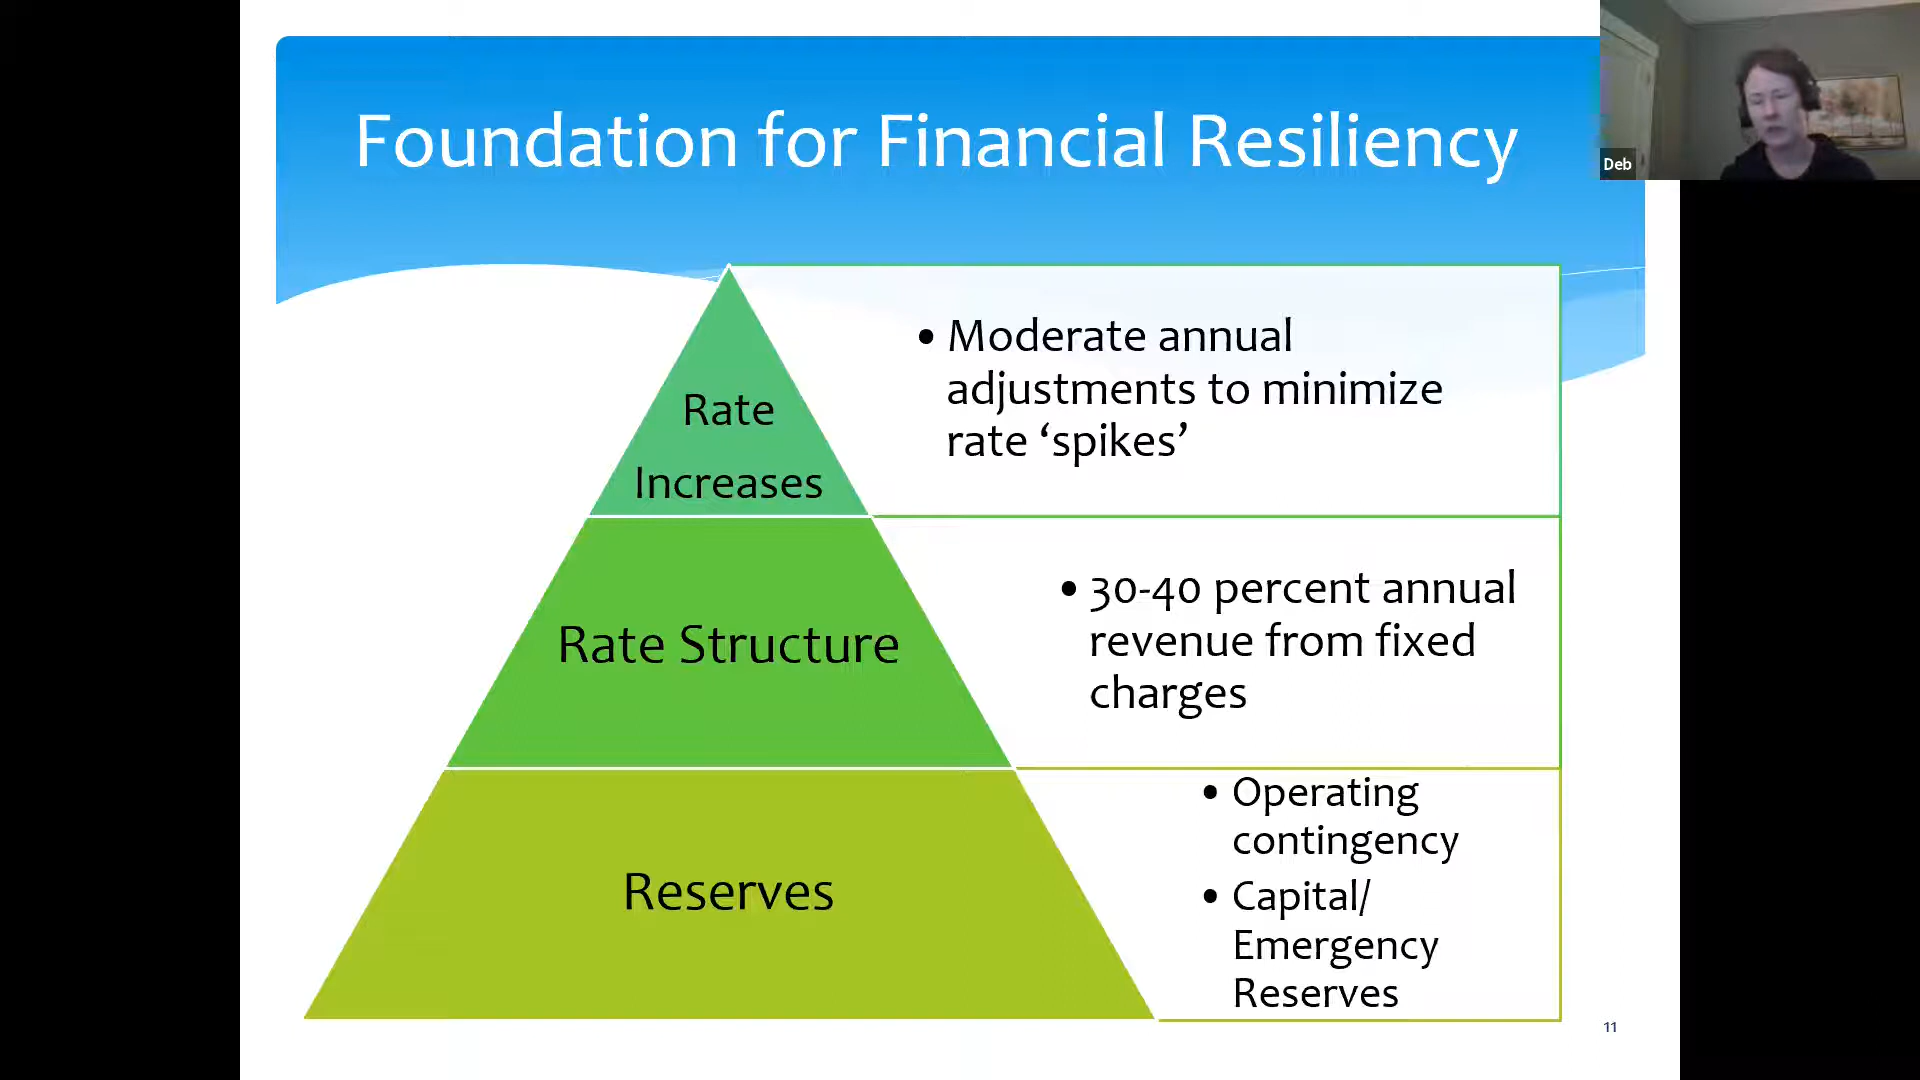 Foundation for Financial Resiliency
Deb
Rate
Increases
• Moderate annual
adjustments to minimize
rate ‘spikes’
Rate Structure
• 30-40 percent annual
revenue from fixed
charges
Reserves
• Operating
contingency
• Capital/
Emergency
Reserves
11